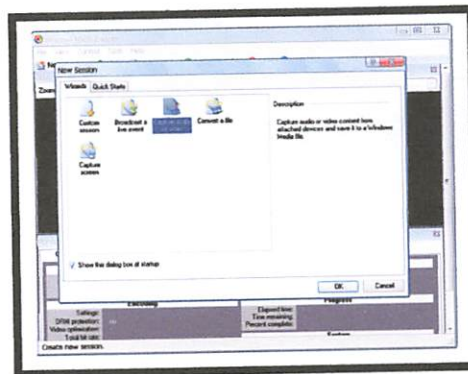 New Session
Wizards Quick Starts
Custom session
Broadcast a live event
Convert a file
Capture screen
Description
Capture audio or video content from attached devices and save it to a Windows Media file.
Show this dialog box at startup
OK Cancel
Encoding Progress
Settings:
DRM protection:
Video optimization:
Total bit rate:
Elapsed time:
Time remaining:
Percent complete:
System
Create new session.